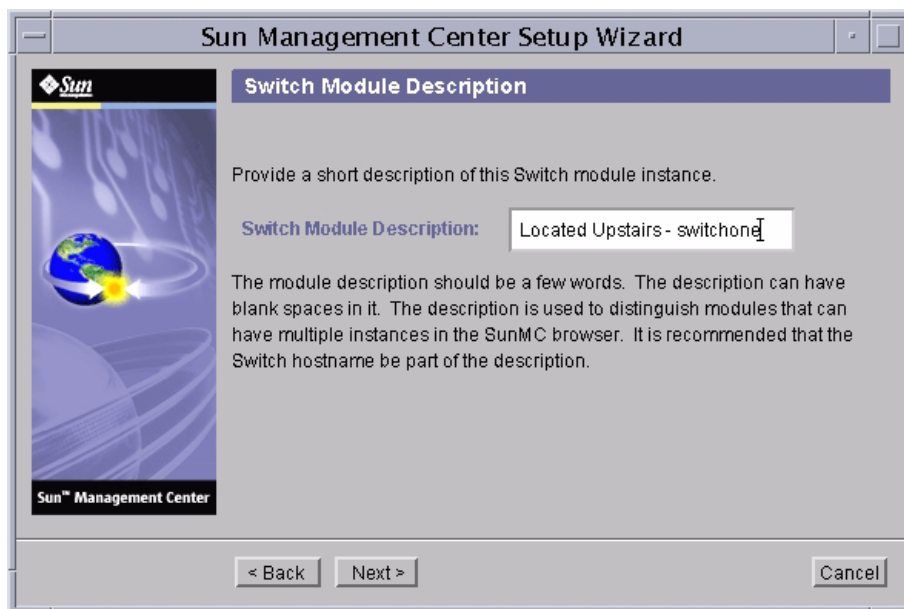 Sun Management Center Setup Wizard
Sun
Switch Module Description
Provide a short description of this Switch module instance.
Switch Module Description:
Located Upstairs - switchone
The module description should be a few words. The description can have
blank spaces in it. The description is used to distinguish modules that can
have multiple instances in the SunMC browser. It is recommended that the
Switch hostname be part of the description.
Sun™ Management Center
< Back
Next >
Cancel